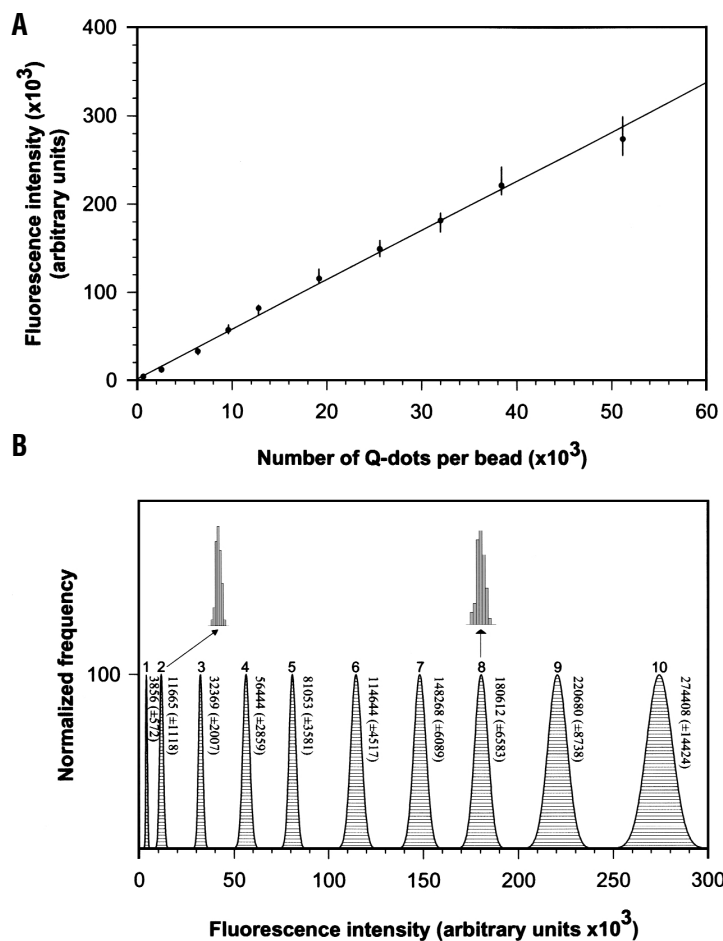 A
400
300
200
100
0
Fluorescence intensity (x10³)
(arbitrary units)
0 10 20 30 40 50 60
Number of Q-dots per bead (x10³)
B
Normalized frequency
100
1 2 3 4 5 6 7 8 9 10
3856 (±572)
11665 (±1118)
32369 (±2007)
56444 (±2859)
81053 (±3581)
114644 (±4517)
148268 (±6089)
180612 (±6583)
220680 (±8738)
274408 (±14424)
0 50 100 150 200 250 300
Fluorescence intensity (arbitrary units x10³)